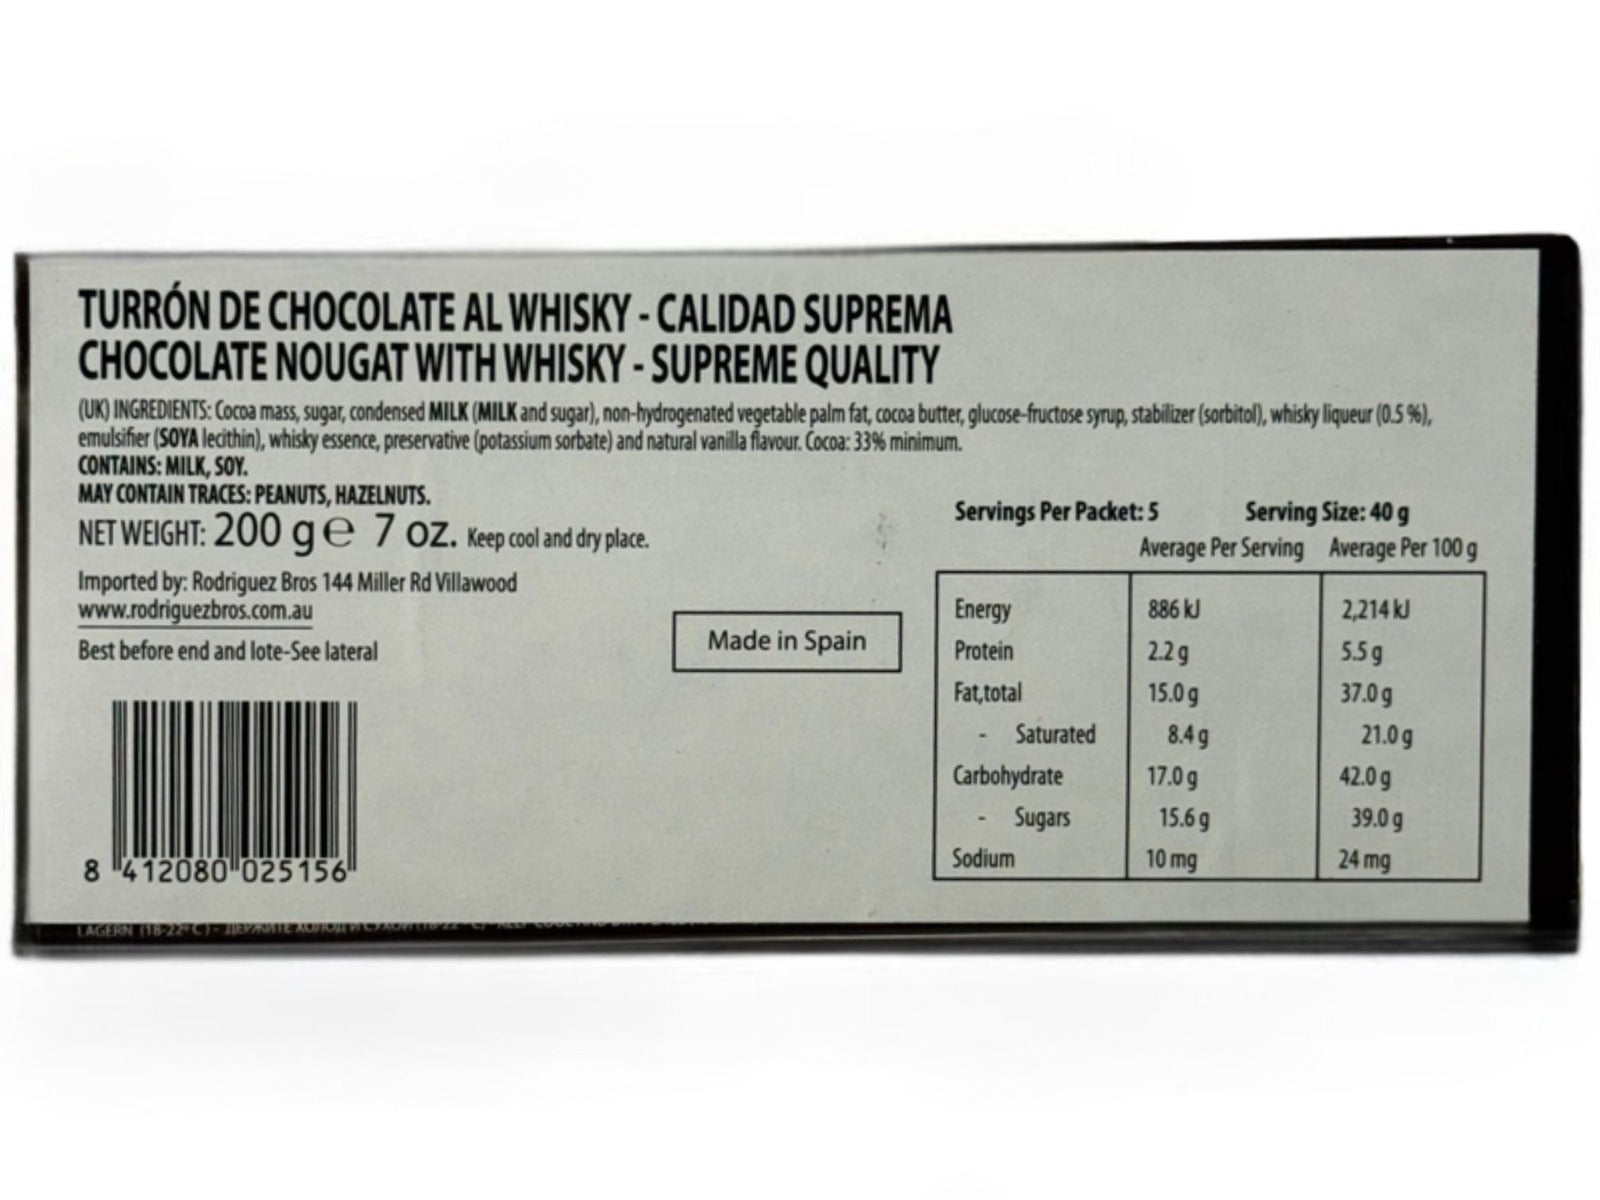 TURRÓN DE CHOCOLATE AL WHISKY - CALIDAD SUPREMA
CHOCOLATE NOUGAT WITH WHISKY - SUPREME QUALITY
(UK) INGREDIENTS: Cocoa mass, sugar, condensed MILK (MILK and sugar), non-hydrogenated vegetable palm fat, cocoa butter, glucose-fructose syrup, stabilizer (sorbitol), whisky liqueur (0.5 %),
emulsifier (SOYA lecithin), whisky essence, preservative (potassium sorbate) and natural vanilla flavour. Cocoa: 33% minimum.
CONTAINS: MILK, SOY.
MAY CONTAIN TRACES: PEANUTS, HAZELNUTS.
NET WEIGHT: 200 g e 7 oz. Keep cool and dry place.
Imported by: Rodriguez Bros 144 Miller Rd Villawood
www.rodriguezbros.com.au
Best before end and lote-See lateral
Made in Spain
8 412080 025156
Servings Per Packet: 5 Serving Size: 40 g
Average Per Serving Average Per 100 g
Energy 886 kJ 2,214 kJ
Protein 2.2 g 5.5 g
Fat,total 15.0 g 37.0 g
- Saturated 8.4 g 21.0 g
Carbohydrate 17.0 g 42.0 g
- Sugars 15.6 g 39.0 g
Sodium 10 mg 24 mg
LAGERN (18-22º C) - ДЕРЖИТЕ ХОЛОД И СУХОЙ